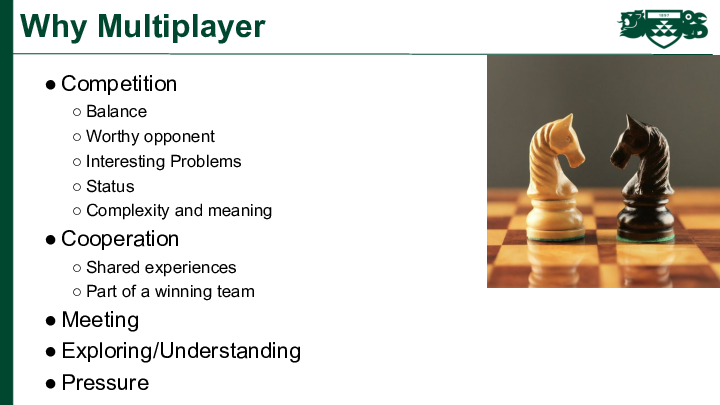 Why Multiplayer
● Competition
○ Balance
○ Worthy opponent
○ Interesting Problems
○ Status
○ Complexity and meaning
● Cooperation
○ Shared experiences
○ Part of a winning team
● Meeting
● Exploring/Understanding
● Pressure